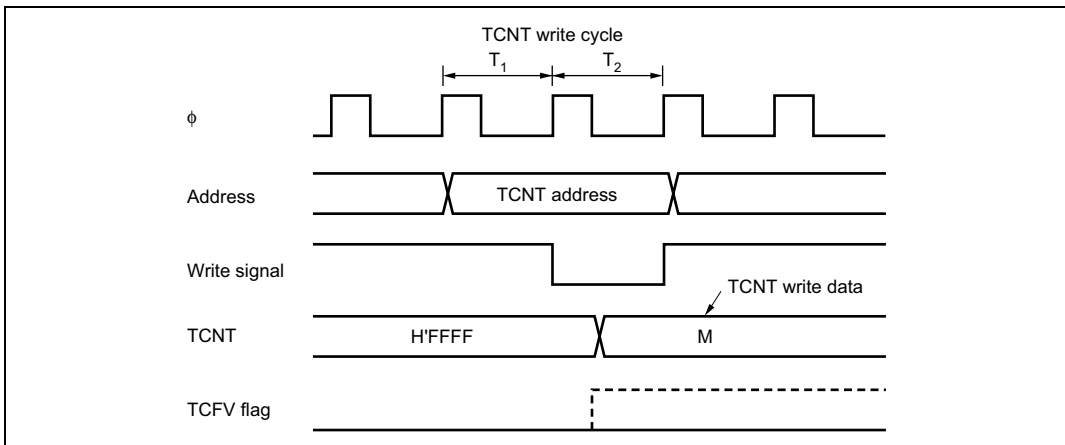 TCNT write cycle
T1 T2
ϕ
Address
TCNT address
Write signal
TCNT write data
TCNT
H'FFFF
M
TCFV flag